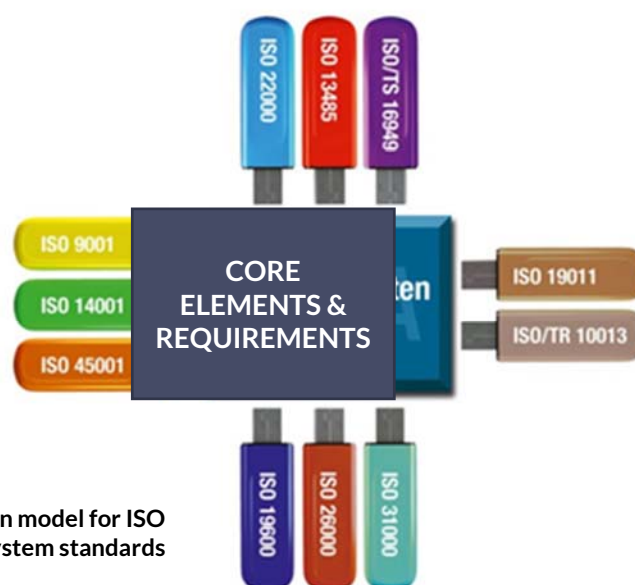 ISO 22000
ISO 13485
ISO/TS 16949
ISO 9001
ISO 14001
ISO 45001
CORE
ELEMENTS &
REQUIREMENTS
ISO 19011
ISO/TR 10013
ISO 19600
ISO 26000
ISO 31000
model for ISO
standards